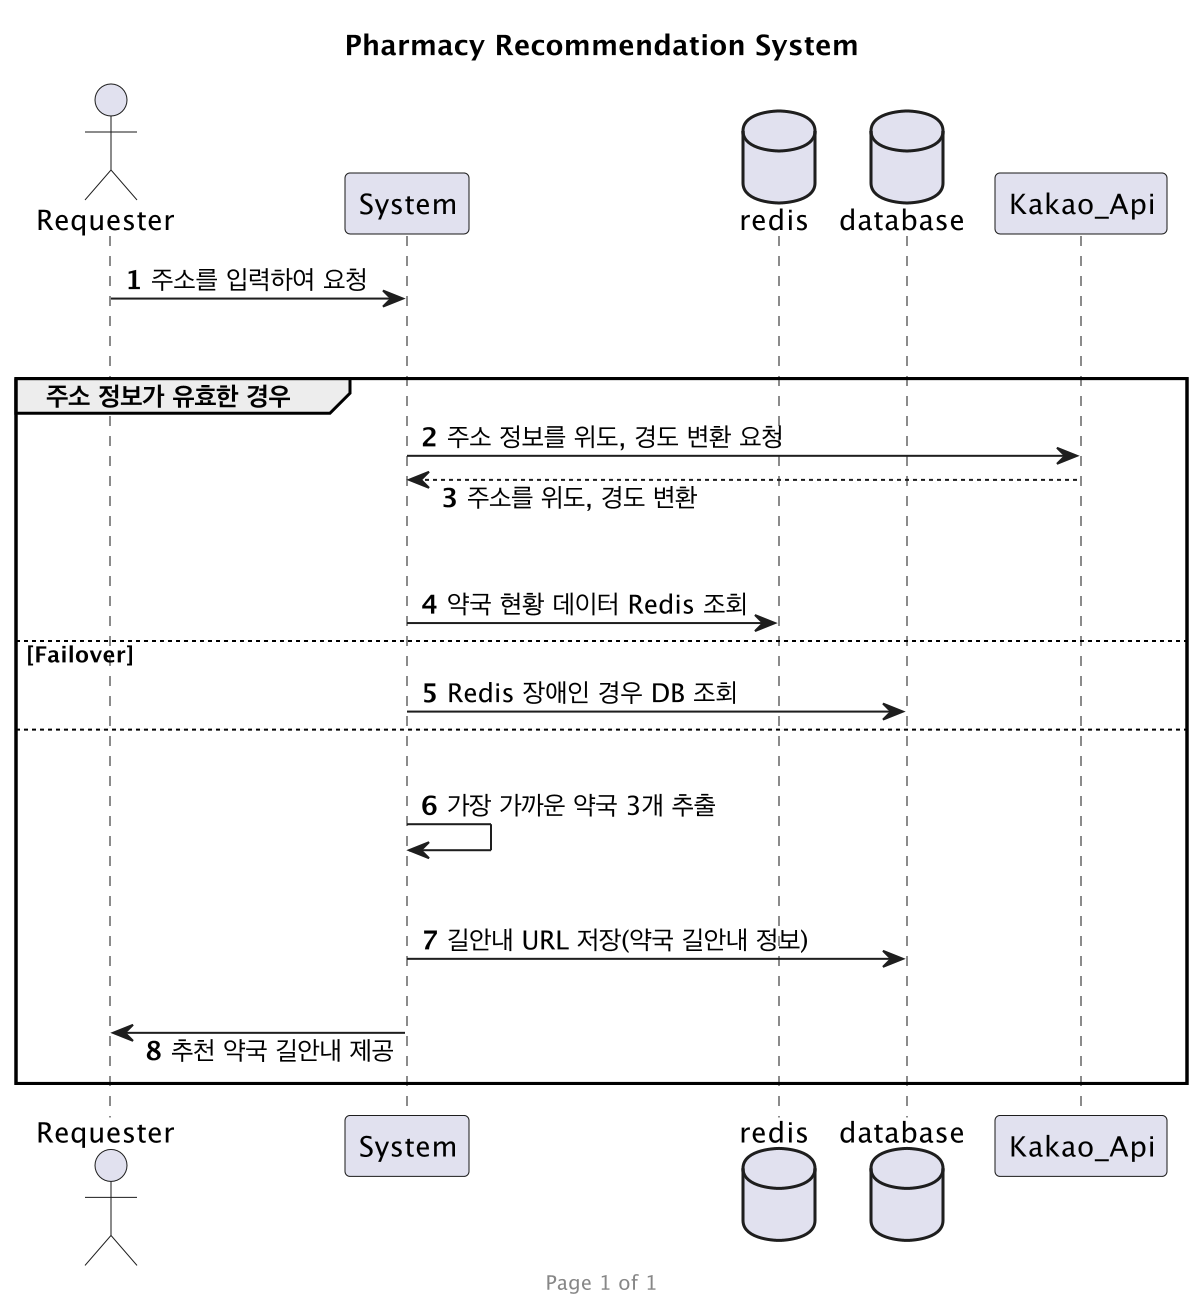 Pharmacy Recommendation System
Requester
System
redis
database
Kakao_Api
1 주소를 입력하여 요청
주소 정보가 유효한 경우
2 주소 정보를 위도, 경도 변환 요청
3 주소를 위도, 경도 변환
4 약국 현황 데이터 Redis 조회
[Failover]
5 Redis 장애인 경우 DB 조회
6 가장 가까운 약국 3개 추출
7 길안내 URL 저장(약국 길안내 정보)
8 추천 약국 길안내 제공
Requester
System
redis
database
Kakao_Api
Page 1 of 1